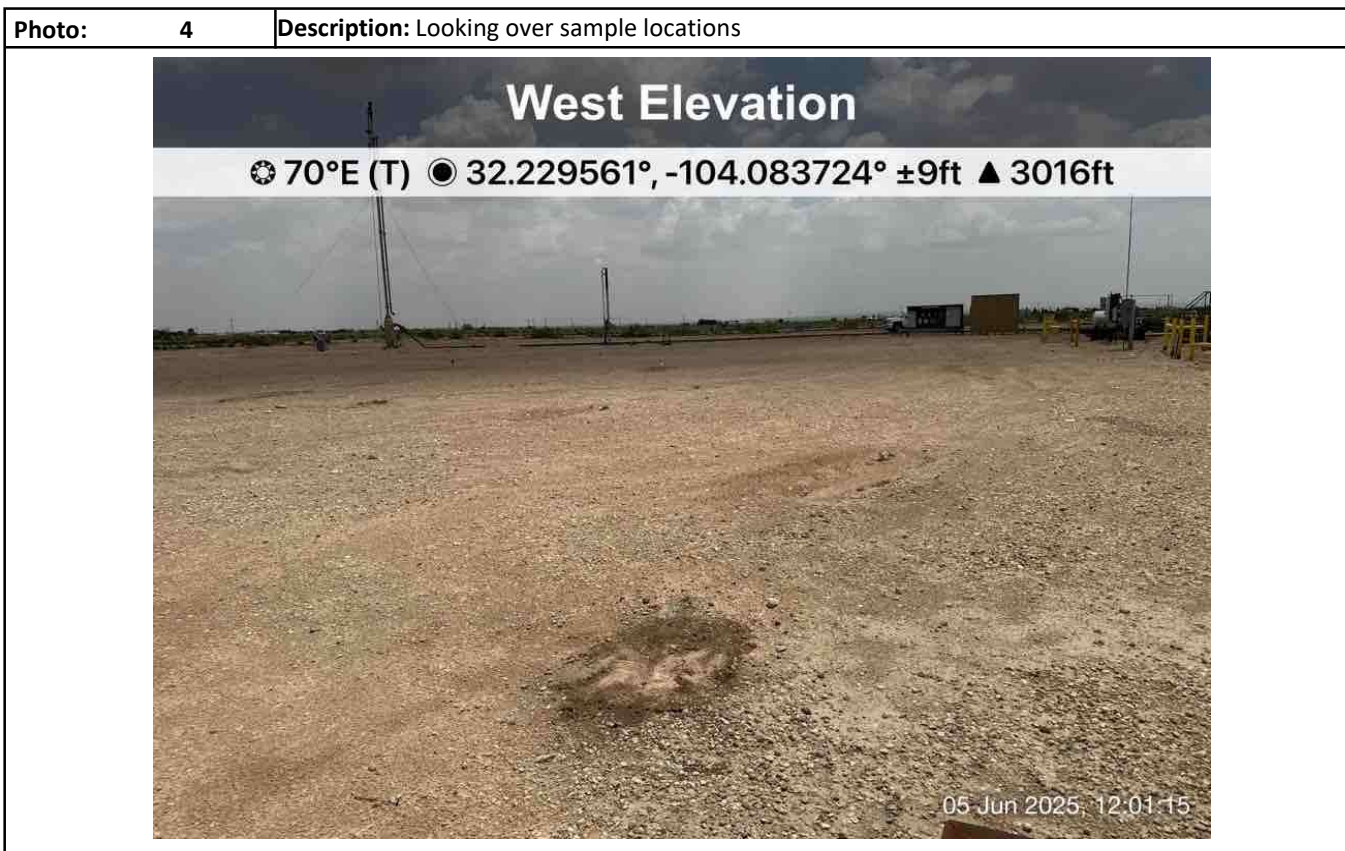 Photo: 4 Description: Looking over sample locations
West Elevation
70°E (T) 32.229561°, -104.083724° ±9ft ▲ 3016ft
05 Jun 2025, 12:01:15